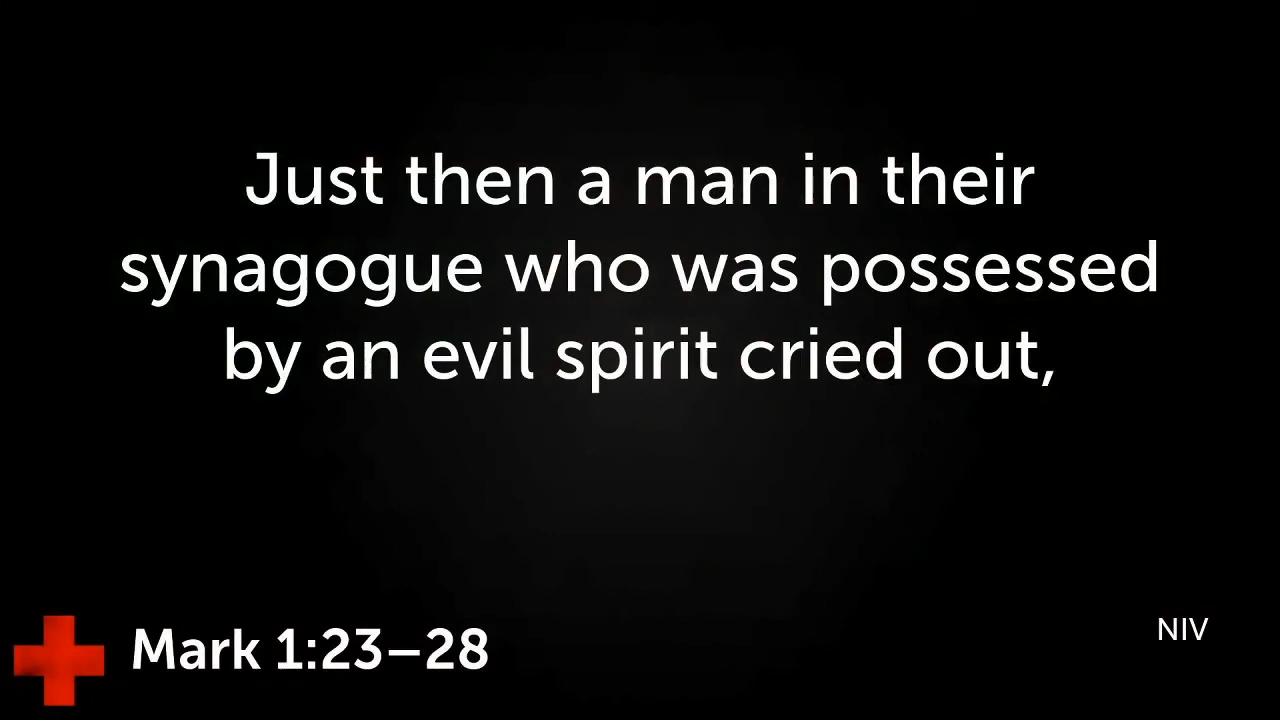 Just then a man in their
synagogue who was possessed
by an evil spirit cried out,
Mark 1:23–28
NIV